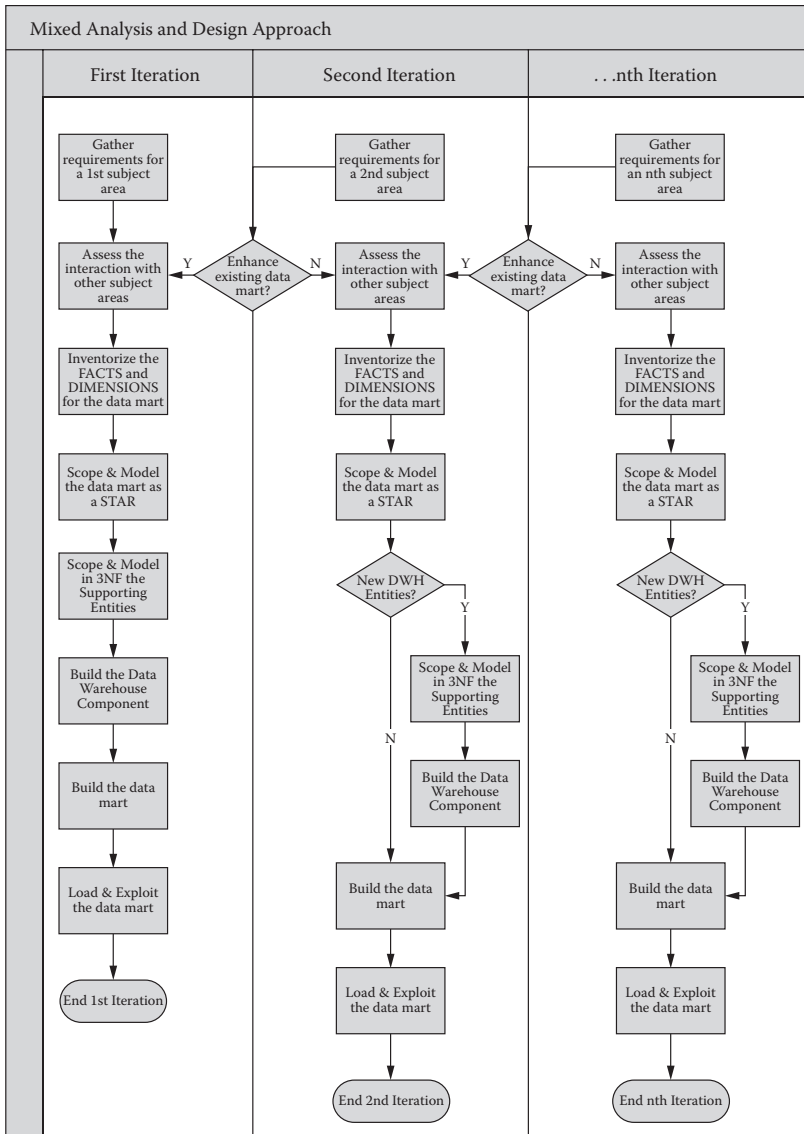 Mixed Analysis and Design Approach
First Iteration
Second Iteration
. . .nth Iteration
Gather
requirements for
a 1st subject
area
Assess the
interaction with
other subject
areas
Inventorize the
FACTS and
DIMENSIONS
for the data mart
Scope & Model
the data mart as
a STAR
Scope & Model
in 3NF the
Supporting
Entities
Build the Data
Warehouse
Component
Build the data
mart
Load & Exploit
the data mart
End 1st Iteration
Y
Enhance
existing data
mart?
N
Gather
requirements for
a 2nd subject
area
Assess the
interaction with
other subject
areas
Inventorize the
FACTS and
DIMENSIONS
for the data mart
Scope & Model
the data mart as
a STAR
New DWH
Entities?
Y
Scope & Model
in 3NF the
Supporting
Entities
N
Build the Data
Warehouse
Component
Build the data
mart
Load & Exploit
the data mart
End 2nd Iteration
Y
Enhance
existing data
mart?
N
Gather
requirements for
an nth subject
area
Assess the
interaction with
other subject
areas
Inventorize the
FACTS and
DIMENSIONS
for the data mart
Scope & Model
the data mart as
a STAR
New DWH
Entities?
Y
Scope & Model
in 3NF the
Supporting
Entities
N
Build the Data
Warehouse
Component
Build the data
mart
Load & Exploit
the data mart
End nth Iteration